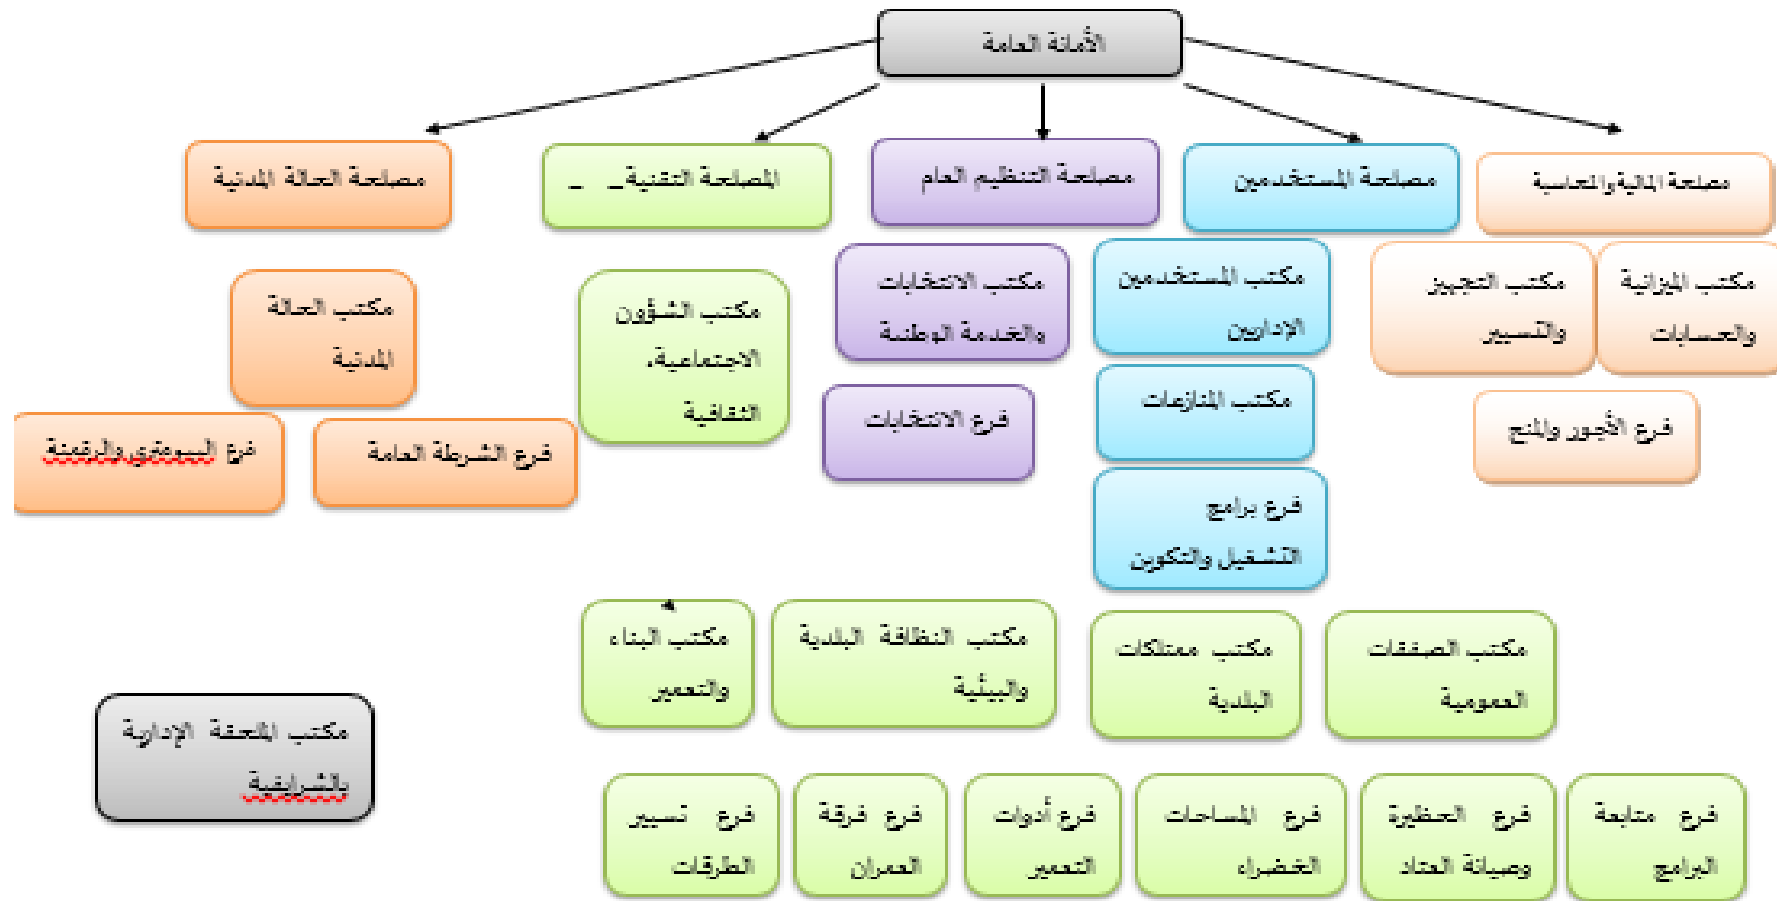 الأمانة العامة
مصلحة المالية والمحاسبة
مصلحة المستخدمين
مصلحة التنظيم العام
المصلحة التقنية_ _
مصلحة الحالة المدنية
مكتب الميزانية
والحسابات
مكتب التجهيز
والتسيير
فرع الأجور والمنح
مكتب المستخدمين
الإداريين
مكتب المنازعات
فرع برامج
التشغيل والتكوين
مكتب الانتخابات
والخدمة الوطنية
فرع الانتخابات
مكتب الشؤون
الاجتماعية،
الثقافية
مكتب الحالة
المدنية
فرع الشرطة العامة
فرع البيومتري والرقمنة
مكتب الصفقات
العمومية
مكتب ممتلكات
البلدية
مكتب النظافة البلدية
والبيئية
مكتب البناء
والتعمير
مكتب الملحقة الإدارية
بالشرايفية
فرع متابعة
البرامج
فرع الحظيرة
وصيانة العتاد
فرع المساحات
الخضراء
فرع أدوات
التعمير
فرع فرقة
العمران
فرع تسيير
الطرقات